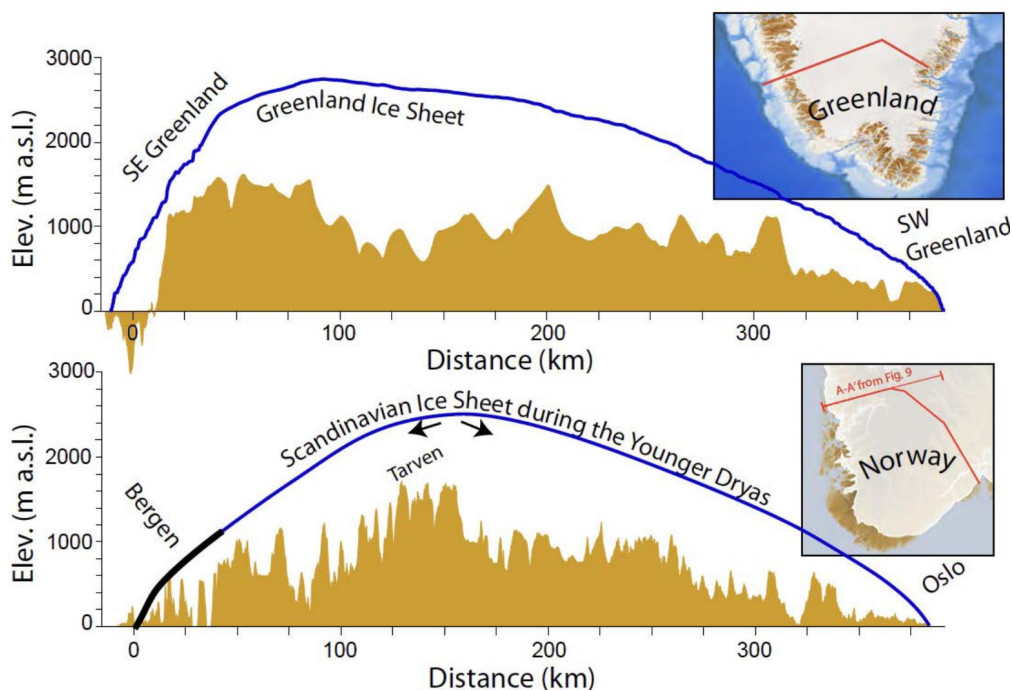 3000
2000
1000
0
Elev. (m a.s.l.)
SE Greenland
Greenland Ice Sheet
SW
Greenland
Greenland
0
100
200
300
Distance (km)
3000
2000
1000
0
Elev. (m a.s.l.)
Bergen
Scandinavian Ice Sheet during the Younger Dryas
Tarven
Oslo
A-A' from Fig. 9
Norway
0
100
200
300
Distance (km)